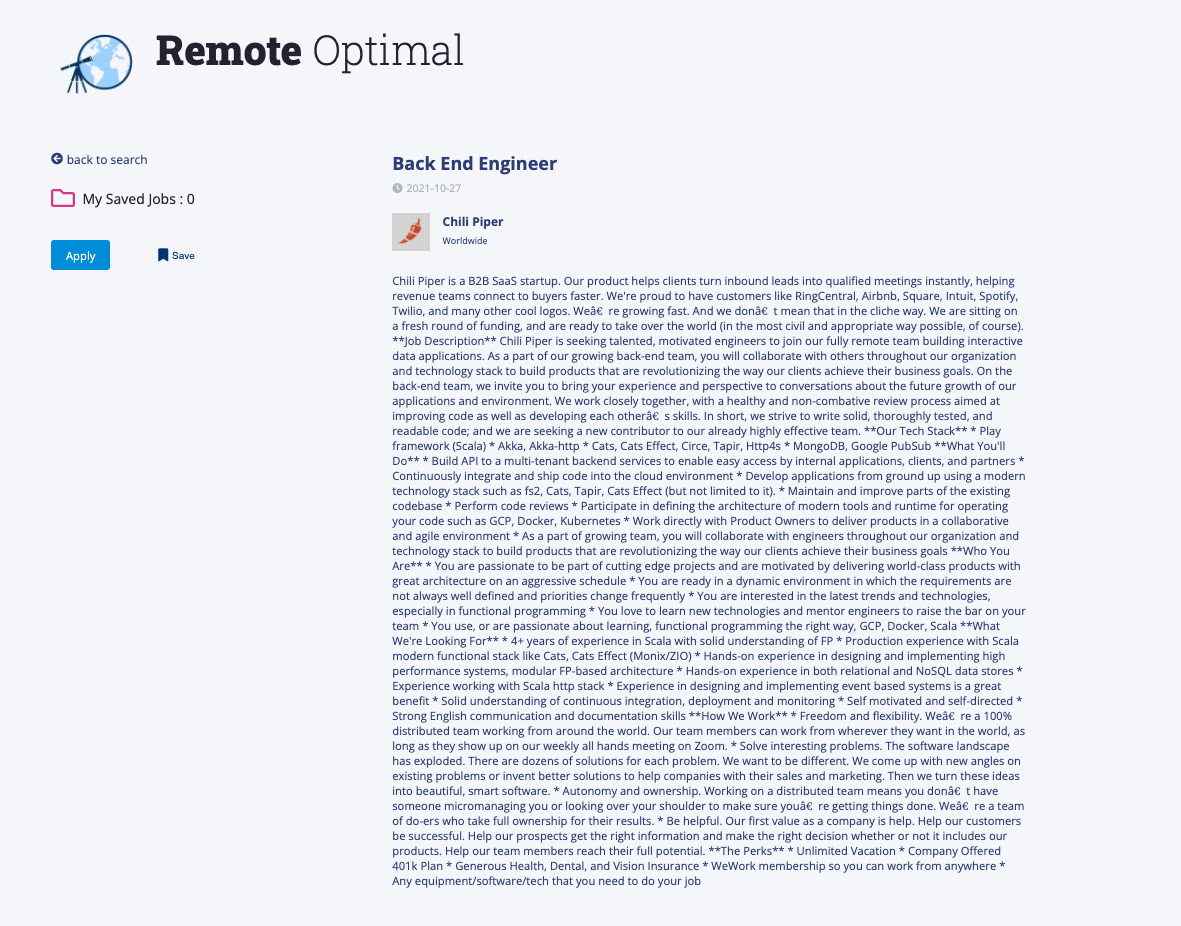 Remote Optimal
back to search
My Saved Jobs : 0
Apply
Save
Back End Engineer
2021-10-27
Chili Piper
Worldwide
Chili Piper is a B2B SaaS startup. Our product helps clients turn inbound leads into qualified meetings instantly, helping
revenue teams connect to buyers faster. We're proud to have customers like RingCentral, Airbnb, Square, Intuit, Spotify,
Twilio, and many other cool logos. Weâ€ re growing fast. And we donâ€ t mean that in the cliche way. We are sitting on
a fresh round of funding, and are ready to take over the world (in the most civil and appropriate way possible, of course).
**Job Description** Chili Piper is seeking talented, motivated engineers to join our fully remote team building interactive
data applications. As a part of our growing back-end team, you will collaborate with others throughout our organization
and technology stack to build products that are revolutionizing the way our clients achieve their business goals. On the
back-end team, we invite you to bring your experience and perspective to conversations about the future growth of our
applications and environment. We work closely together, with a healthy and non-combative review process aimed at
improving code as well as developing each otherâ€ s skills. In short, we strive to write solid, thoroughly tested, and
readable code; and we are seeking a new contributor to our already highly effective team. **Our Tech Stack** * Play
framework (Scala) * Akka, Akka-http * Cats, Cats Effect, Circe, Tapir, Http4s * MongoDB, Google PubSub **What You'll
Do** * Build API to a multi-tenant backend services to enable easy access by internal applications, clients, and partners *
Continuously integrate and ship code into the cloud environment * Develop applications from ground up using a modern
technology stack such as fs2, Cats, Tapir, Cats Effect (but not limited to it). * Maintain and improve parts of the existing
codebase * Perform code reviews * Participate in defining the architecture of modern tools and runtime for operating
your code such as GCP, Docker, Kubernetes * Work directly with Product Owners to deliver products in a collaborative
and agile environment * As a part of growing team, you will collaborate with engineers throughout our organization and
technology stack to build products that are revolutionizing the way our clients achieve their business goals **Who You
Are** * You are passionate to be part of cutting edge projects and are motivated by delivering world-class products with
great architecture on an aggressive schedule * You are ready in a dynamic environment in which the requirements are
not always well defined and priorities change frequently * You are interested in the latest trends and technologies,
especially in functional programming * You love to learn new technologies and mentor engineers to raise the bar on your
team * You use, or are passionate about learning, functional programming the right way, GCP, Docker, Scala **What
We're Looking For** * 4+ years of experience in Scala with solid understanding of FP * Production experience with Scala
modern functional stack like Cats, Cats Effect (Monix/ZIO) * Hands-on experience in designing and implementing high
performance systems, modular FP-based architecture * Hands-on experience in both relational and NoSQL data stores *
Experience working with Scala http stack * Experience in designing and implementing event based systems is a great
benefit * Solid understanding of continuous integration, deployment and monitoring * Self motivated and self-directed *
Strong English communication and documentation skills **How We Work** * Freedom and flexibility. Weâ€ re a 100%
distributed team working from around the world. Our team members can work from wherever they want in the world, as
long as they show up on our weekly all hands meeting on Zoom. * Solve interesting problems. The software landscape
has exploded. There are dozens of solutions for each problem. We want to be different. We come up with new angles on
existing problems or invent better solutions to help companies with their sales and marketing. Then we turn these ideas
into beautiful, smart software. * Autonomy and ownership. Working on a distributed team means you donâ€ t have
someone micromanaging you or looking over your shoulder to make sure youâ€ re getting things done. Weâ€ re a team
of do-ers who take full ownership for their results. * Be helpful. Our first value as a company is help. Help our customers
be successful. Help our prospects get the right information and make the right decision whether or not it includes our
products. Help our team members reach their full potential. **The Perks** * Unlimited Vacation * Company Offered
401k Plan * Generous Health, Dental, and Vision Insurance * WeWork membership so you can work from anywhere *
Any equipment/software/tech that you need to do your job